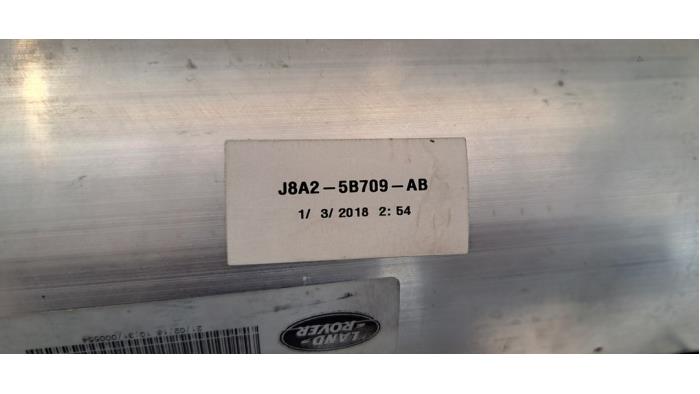 J8A2-5B709-AB
1/ 3/ 2018 2: 54
LAND-
ROVER